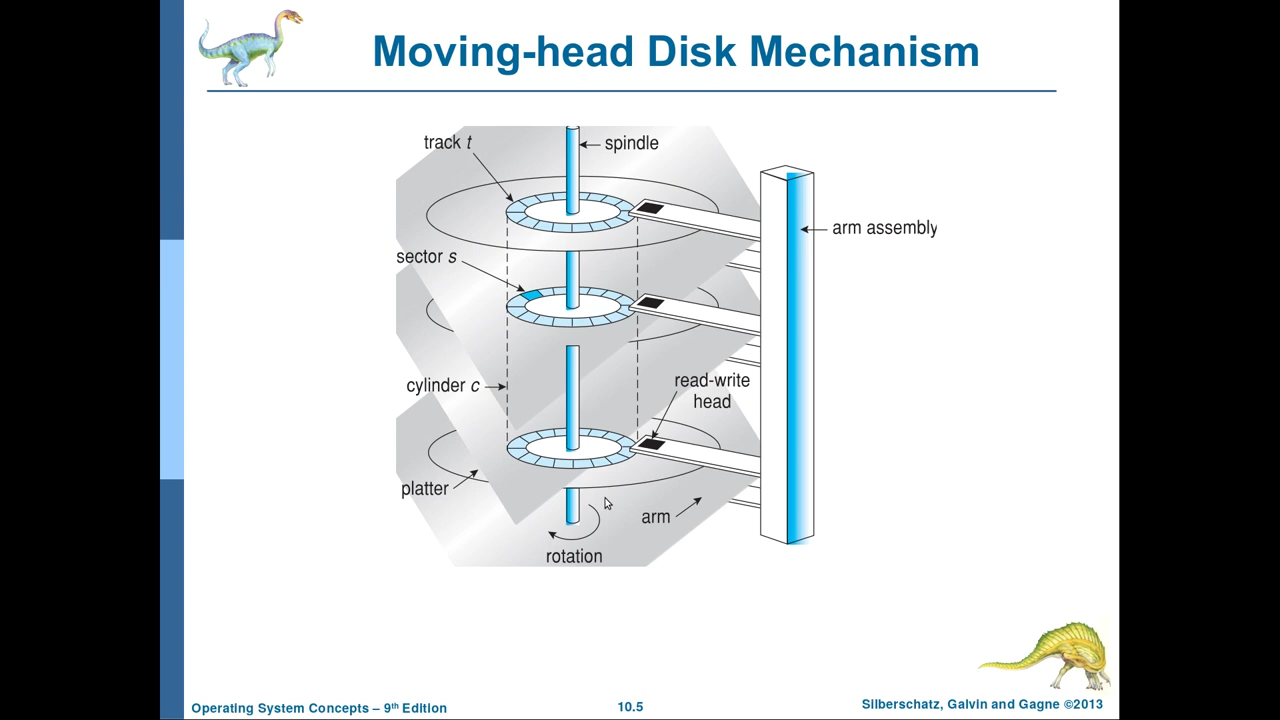 Moving-head Disk Mechanism
track t
spindle
arm assembly
sector s
cylinder c
read-write
head
platter
arm
rotation
Operating System Concepts – 9th Edition
10.5
Silberschatz, Galvin and Gagne ©2013